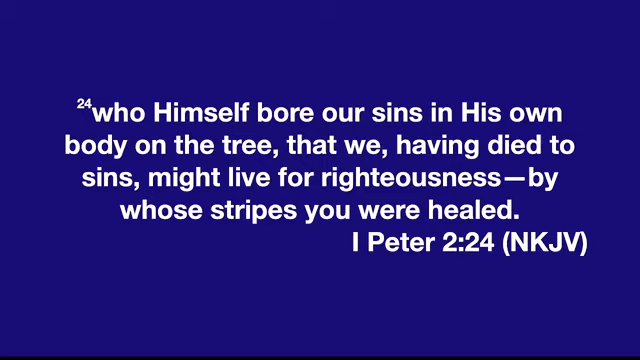 24who Himself bore our sins in His own
body on the tree, that we, having died to
sins, might live for righteousness—by
whose stripes you were healed.
I Peter 2:24 (NKJV)